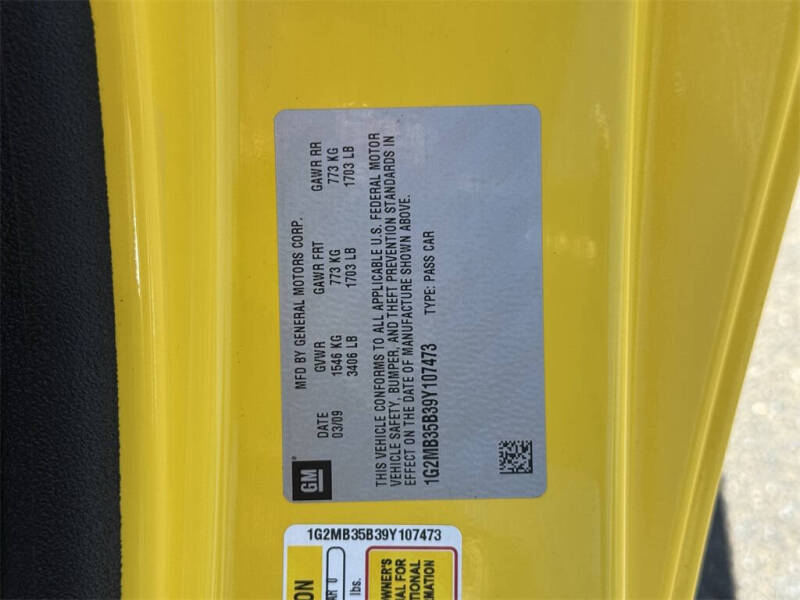 GM
MFD BY GENERAL MOTORS CORP.
DATE GVWR GAWR FRT GAWR RR
03/09 1546 KG 773 KG 773 KG
3406 LB 1703 LB 1703 LB
THIS VEHICLE CONFORMS TO ALL APPLICABLE U.S. FEDERAL MOTOR
VEHICLE SAFETY, BUMPER, AND THEFT PREVENTION STANDARDS IN
EFFECT ON THE DATE OF MANUFACTURE SHOWN ABOVE.
1G2MB35B39Y107473 TYPE: PASS CAR
1G2MB35B39Y107473
lbs.